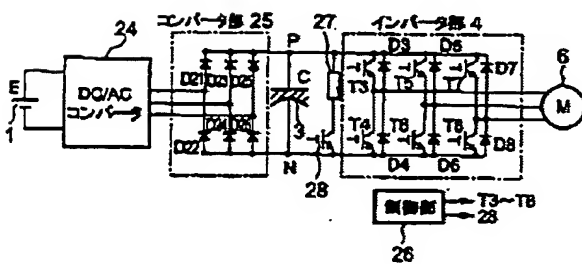 コンバータ部 25
27
インバータ部 4
24
P
D3
D5
D21
D23
D25
D7
6
E
DC/AC
コンバータ
C
T3
T5
T7
M
1
3
D24
D26
T4
T6
T8
D8
D22
N
28
D4
D6
制御部
T3〜T8
28
26